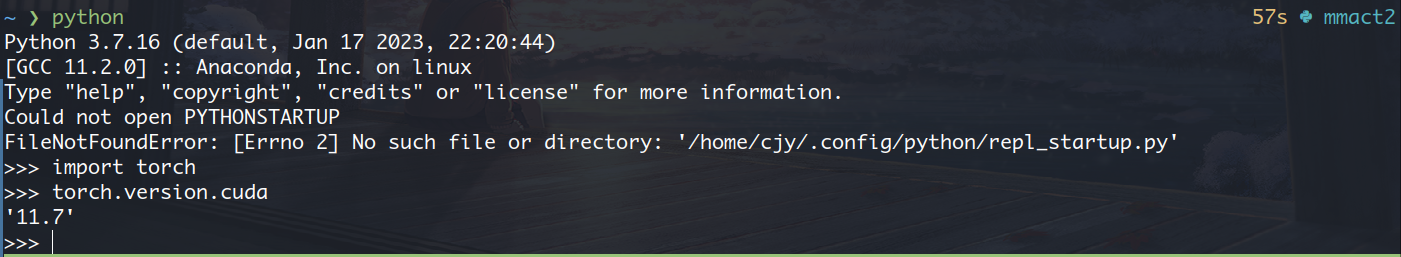 ~ ❯ python 57s mmact2
Python 3.7.16 (default, Jan 17 2023, 22:20:44)
[GCC 11.2.0] :: Anaconda, Inc. on linux
Type "help", "copyright", "credits" or "license" for more information.
Could not open PYTHONSTARTUP
FileNotFoundError: [Errno 2] No such file or directory: '/home/cjy/.config/python/repl_startup.py'
>>> import torch
>>> torch.version.cuda
'11.7'
>>>